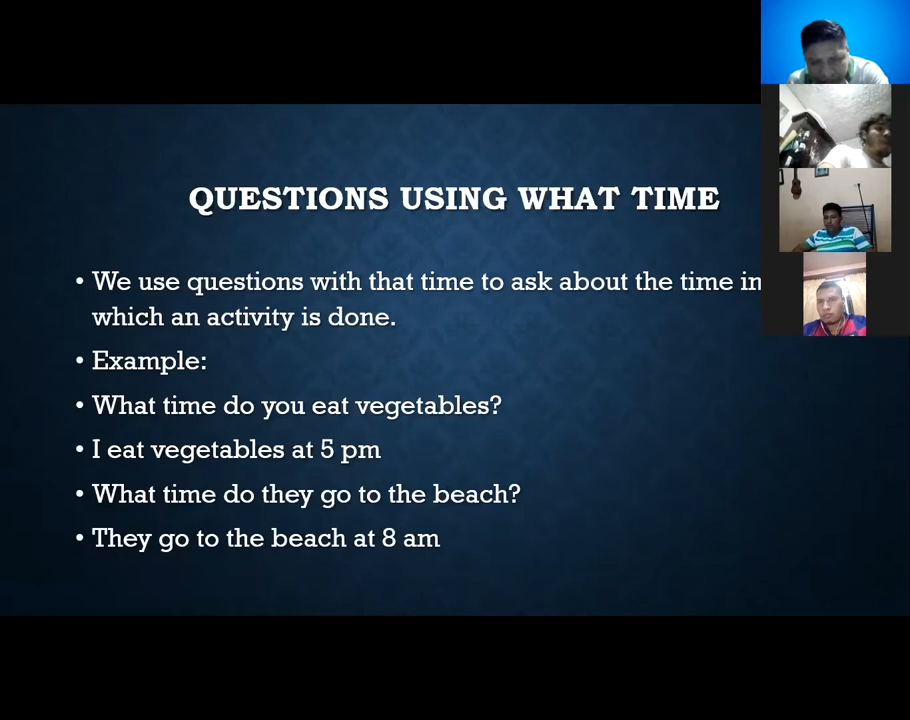 QUESTIONS USING WHAT TIME
• We use questions with that time to ask about the time in
which an activity is done.
• Example:
• What time do you eat vegetables?
• I eat vegetables at 5 pm
• What time do they go to the beach?
• They go to the beach at 8 am